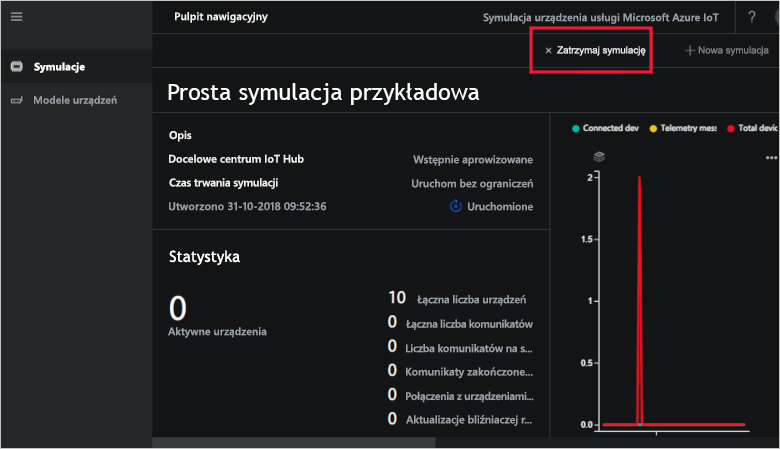 Pulpit nawigacyjny
Symulacja urządzenia usługi Microsoft Azure IoT
?
× Zatrzymaj symulację
+ Nowa symulacja
Symulacje
Modele urządzeń
Prosta symulacja przykładowa
Opis
Docelowe centrum IoT Hub Wstępnie aprowizowane
Czas trwania symulacji Uruchom bez ograniczeń
Utworzono 31-10-2018 09:52:36 Uruchomione
Statystyka
0
Aktywne urządzenia
10 Łączna liczba urządzeń
0 Łączna liczba komunikatów
0 Liczba komunikatów na s...
0 Komunikaty zakończone...
0 Połączenia z urządzeniami...
0 Aktualizacje bliźniaczej r...
Connected dev Telemetry mes: Total devic
2
1.5
1
0.5
0.0